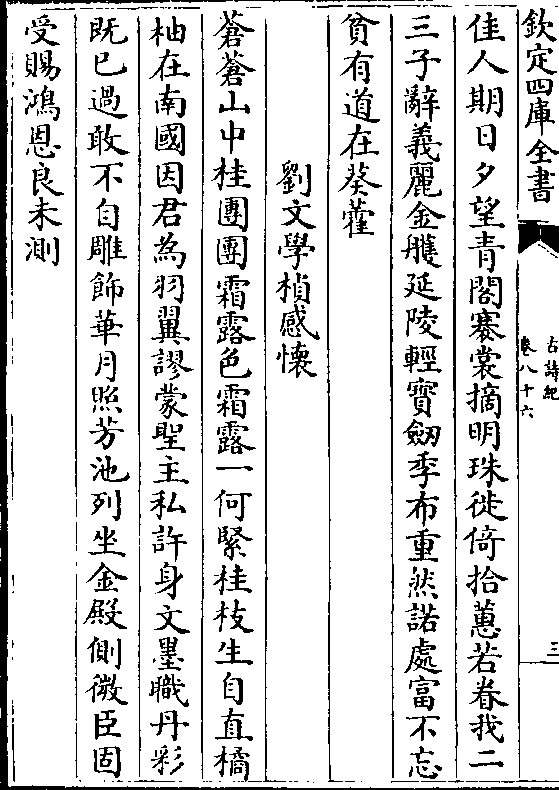 欽定四庫全書
古詩紀
卷八十六
三
佳人期日夕望青閣褰裳摘明珠徙倚拾蕙若眷我二
三子辭義麗金雘延陵輕寶劔季布重然諾處富不忘
貧有道在葵藿
劉文學楨感懷
蒼蒼山中桂團團霜露色霜露一何緊桂枝生自直橘
柚在南國因君為羽翼謬蒙聖主私許身文墨職丹彩
既已過敢不自雕飾華月照芳池列坐金殿側微臣固
受賜鴻恩良未測